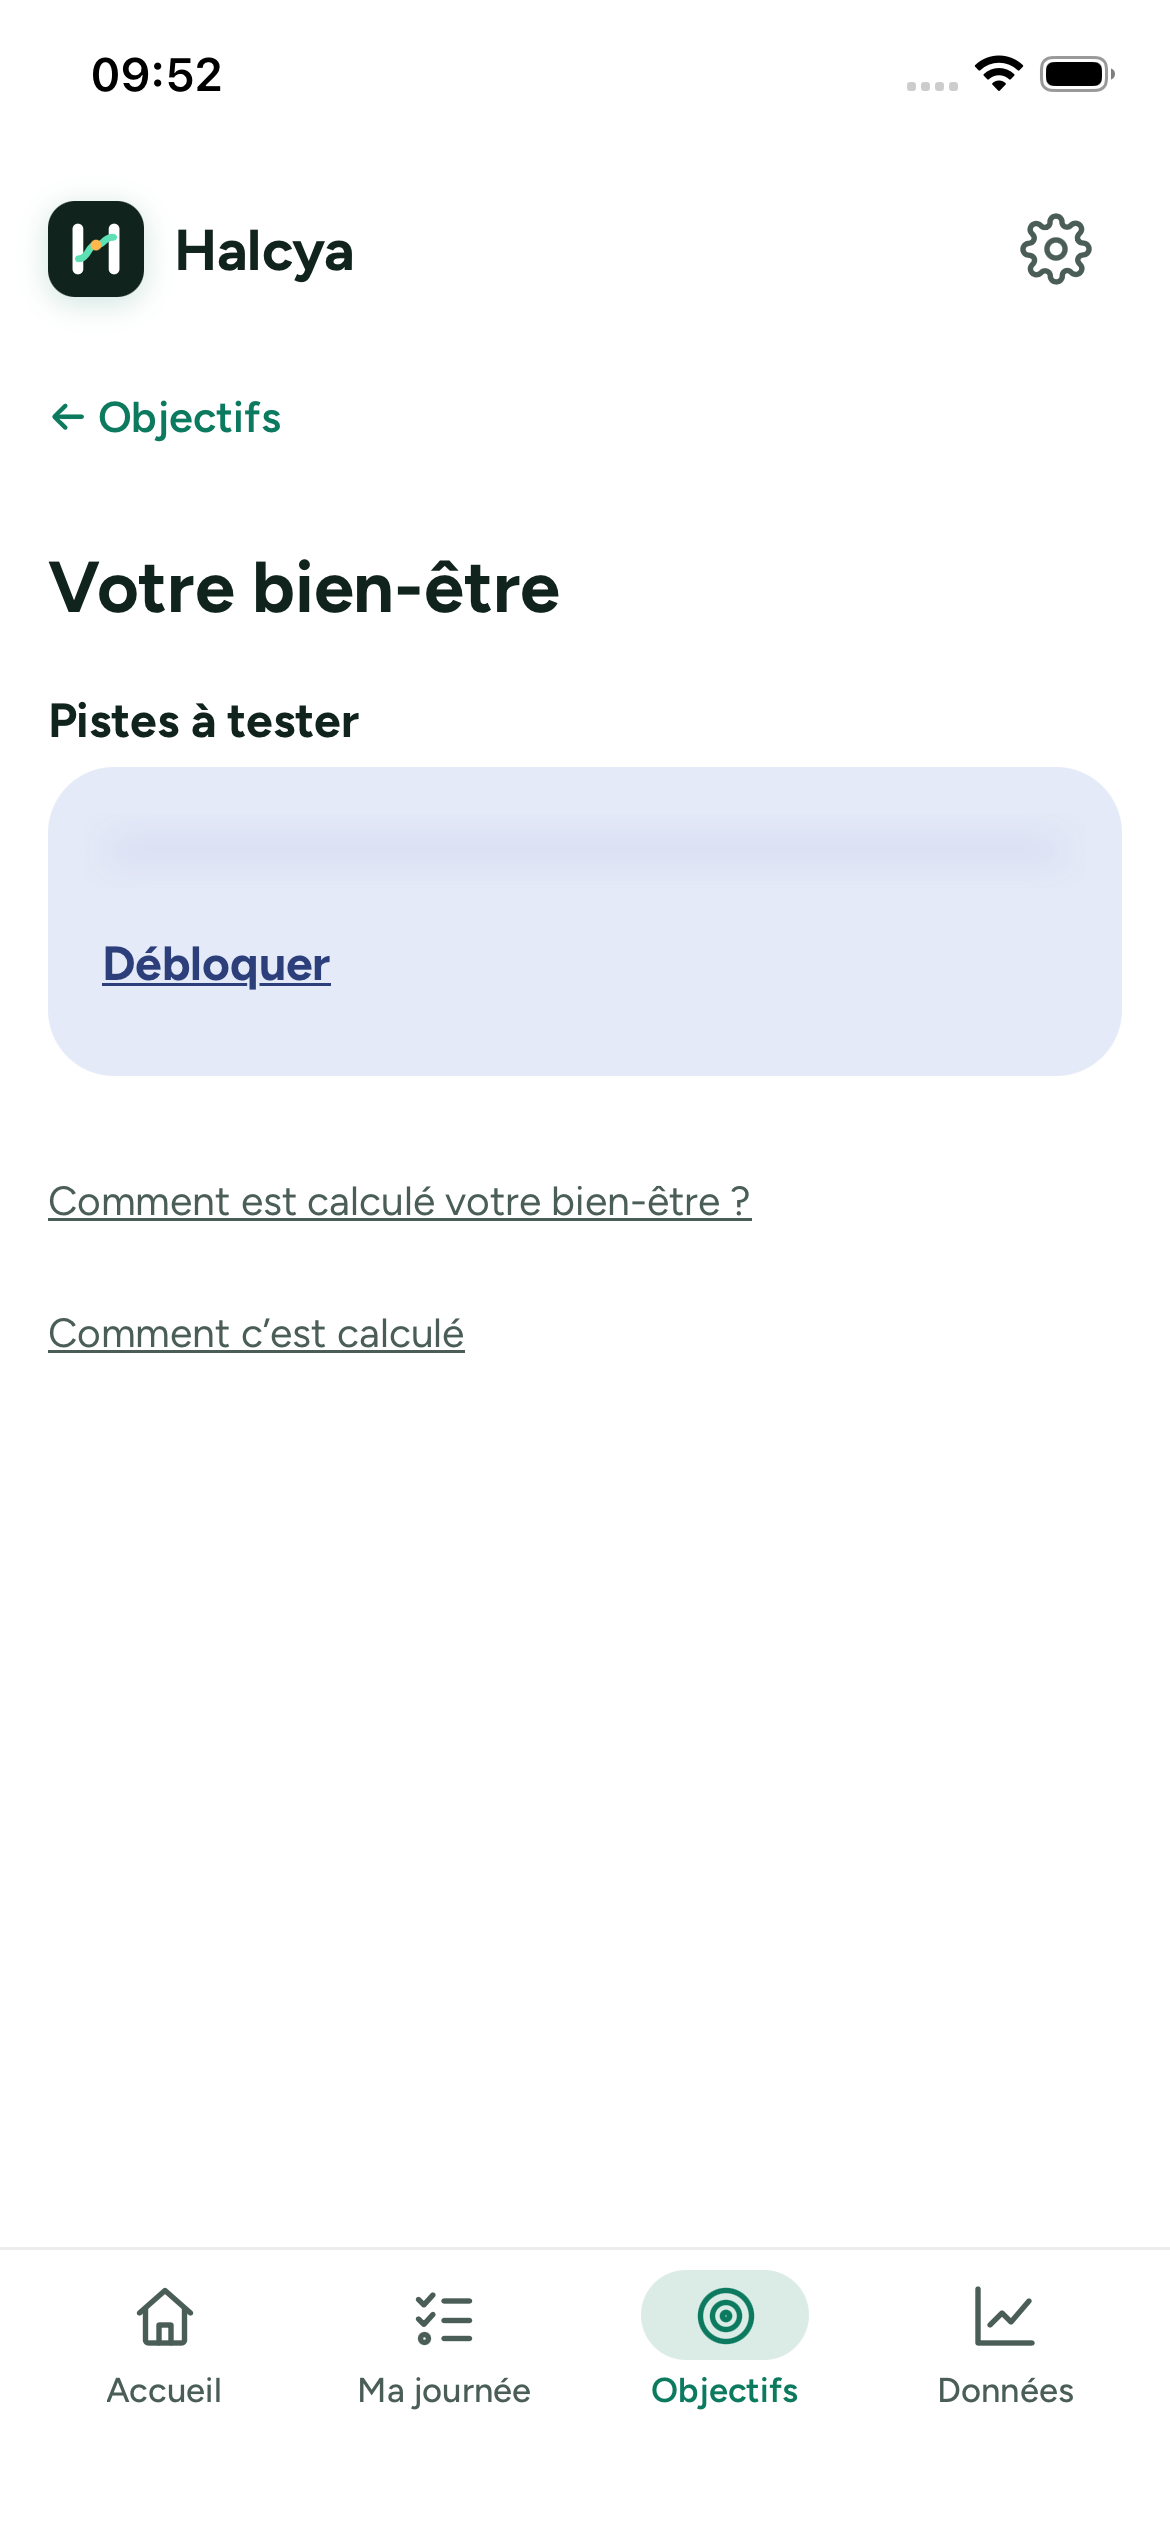 09:52
Halcya
← Objectifs
Votre bien-être
Pistes à tester
Débloquer
Comment est calculé votre bien-être ?
Comment c’est calculé
Accueil
Ma journée
Objectifs
Données